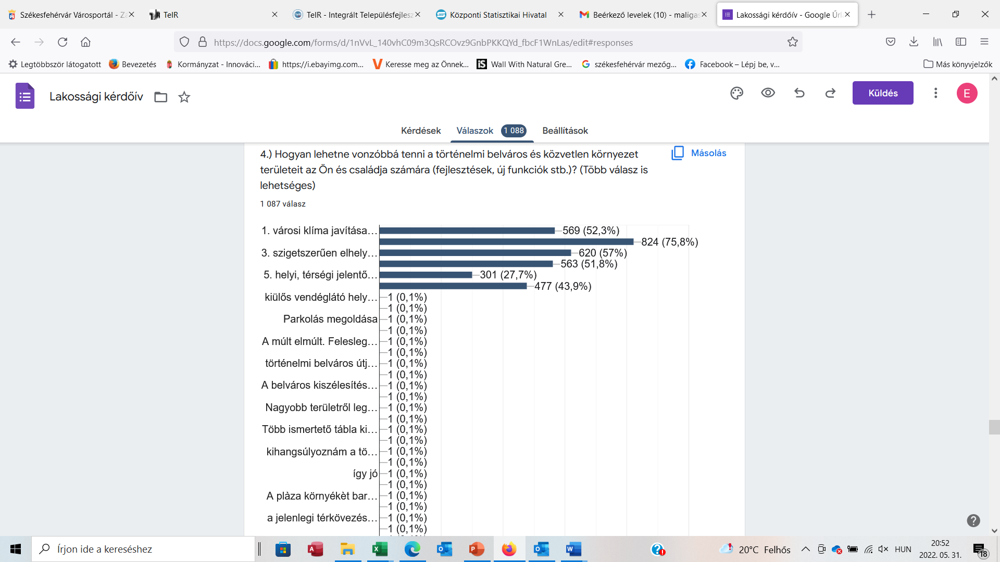 Székesfehérvár Városportál - Zá
TeIR
TeIR - Integrált Településfejlesz
Központi Statisztikai Hivatal
Beérkező levelek (10) - maligas
Lakossági kérdőív - Google Űrl
https://docs.google.com/forms/d/1nVvL_140vhC09m3QsRCOvz9GnbPKKQYd_fbcF1WnLas/edit#responses
Legtöbbször látogatott
Bevezetés
Kormányzat - Innováci...
https://i.ebayimg.com...
Keresse meg az Önnek...
Wall With Natural Gre...
székesfehérvár mezőg...
Facebook – Lépj be, v...
Más könyvjelzők
Lakossági kérdőív
Küldés
E
Kérdések
Válaszok 1 088
Beállítások
4.) Hogyan lehetne vonzóbbá tenni a történelmi belváros és közvetlen környezet
területeit az Ön és családja számára (fejlesztések, új funkciók stb.)? (Több válasz is
lehetséges)
Másolás
1 087 válasz
1. városi klíma javítása… 569 (52,3%)
824 (75,8%)
3. szigetszerűen elhely… 620 (57%)
563 (51,8%)
5. helyi, térségi jelentő… 301 (27,7%)
477 (43,9%)
kiülős vendéglátó hely… 1 (0,1%)
1 (0,1%)
Parkolás megoldása 1 (0,1%)
1 (0,1%)
A múlt elmúlt. Felesleg… 1 (0,1%)
1 (0,1%)
történelmi belváros útj… 1 (0,1%)
1 (0,1%)
A belváros kiszélesítés… 1 (0,1%)
1 (0,1%)
Nagyobb területről leg… 1 (0,1%)
1 (0,1%)
Több ismertető tábla ki… 1 (0,1%)
1 (0,1%)
kihangsúlyoznám a tö… 1 (0,1%)
1 (0,1%)
így jó 1 (0,1%)
1 (0,1%)
A plàza környékèt bar… 1 (0,1%)
1 (0,1%)
a jelenlegi térkövezés… 1 (0,1%)
1 (0,1%)
Írjon ide a kereséshez
20°C Felhős
HUN
20:52
2022. 05. 31.
18